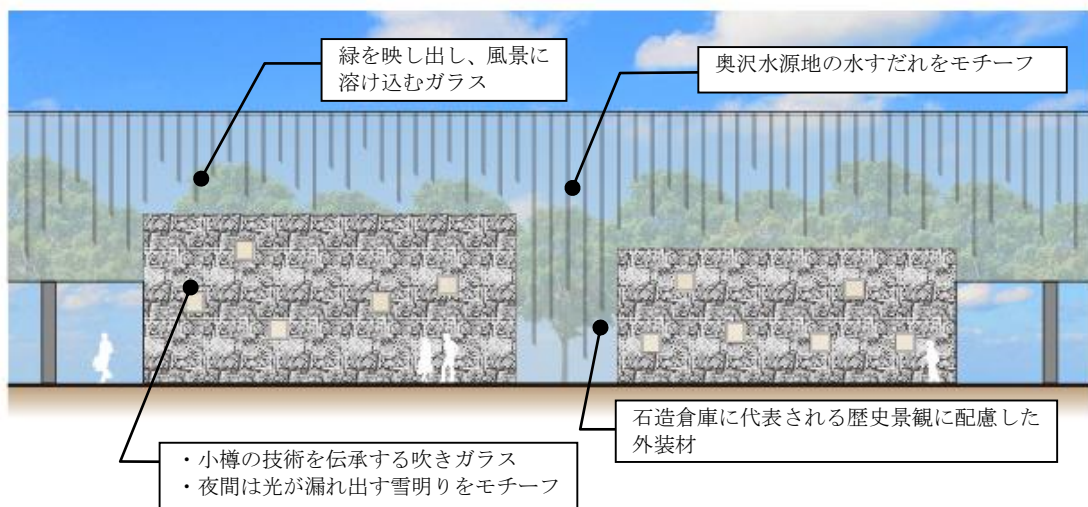 緑を映し出し、風景に
溶け込むガラス
奥沢水源地の水すだれをモチーフ
石造倉庫に代表される歴史景観に配慮した
外装材
・小樽の技術を伝承する吹きガラス
・夜間は光が漏れ出す雪明りをモチーフ